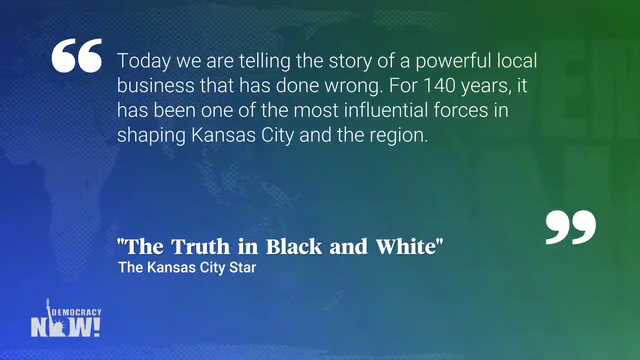 “
Today we are telling the story of a powerful local
business that has done wrong. For 140 years, it
has been one of the most influential forces in
shaping Kansas City and the region.
”
"The Truth in Black and White"
The Kansas City Star
DEMOCRACY
NOW!